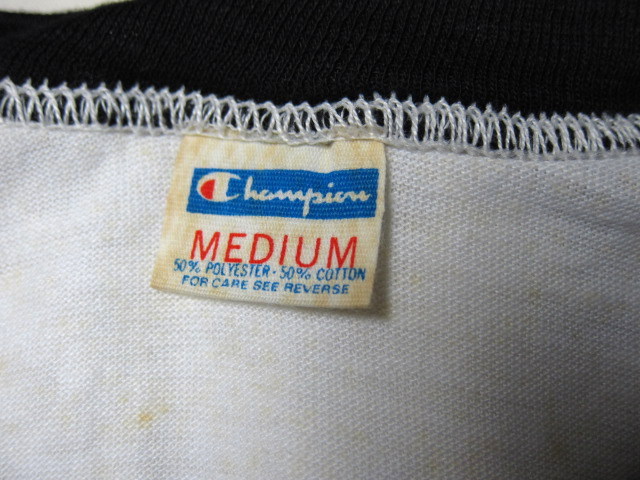 Champion
MEDIUM
50% POLYESTER · 50% COTTON
FOR CARE SEE REVERSE